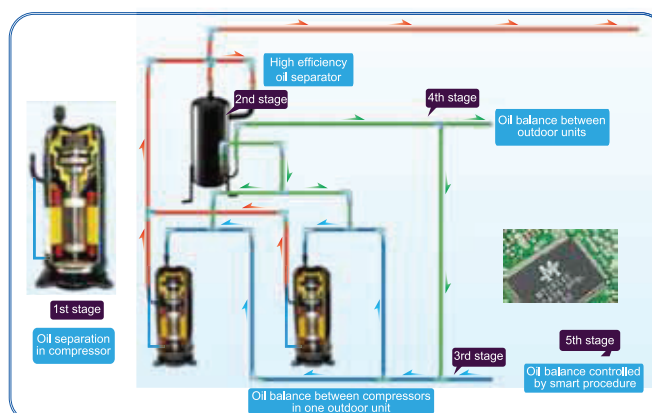 High efficiency
oil separator
2nd stage
4th stage
Oil balance between
outdoor units
1st stage
Oil separation
in compressor
3rd stage
5th stage
Oil balance controlled
by smart procedure
Oil balance between compressors
in one outdoor unit